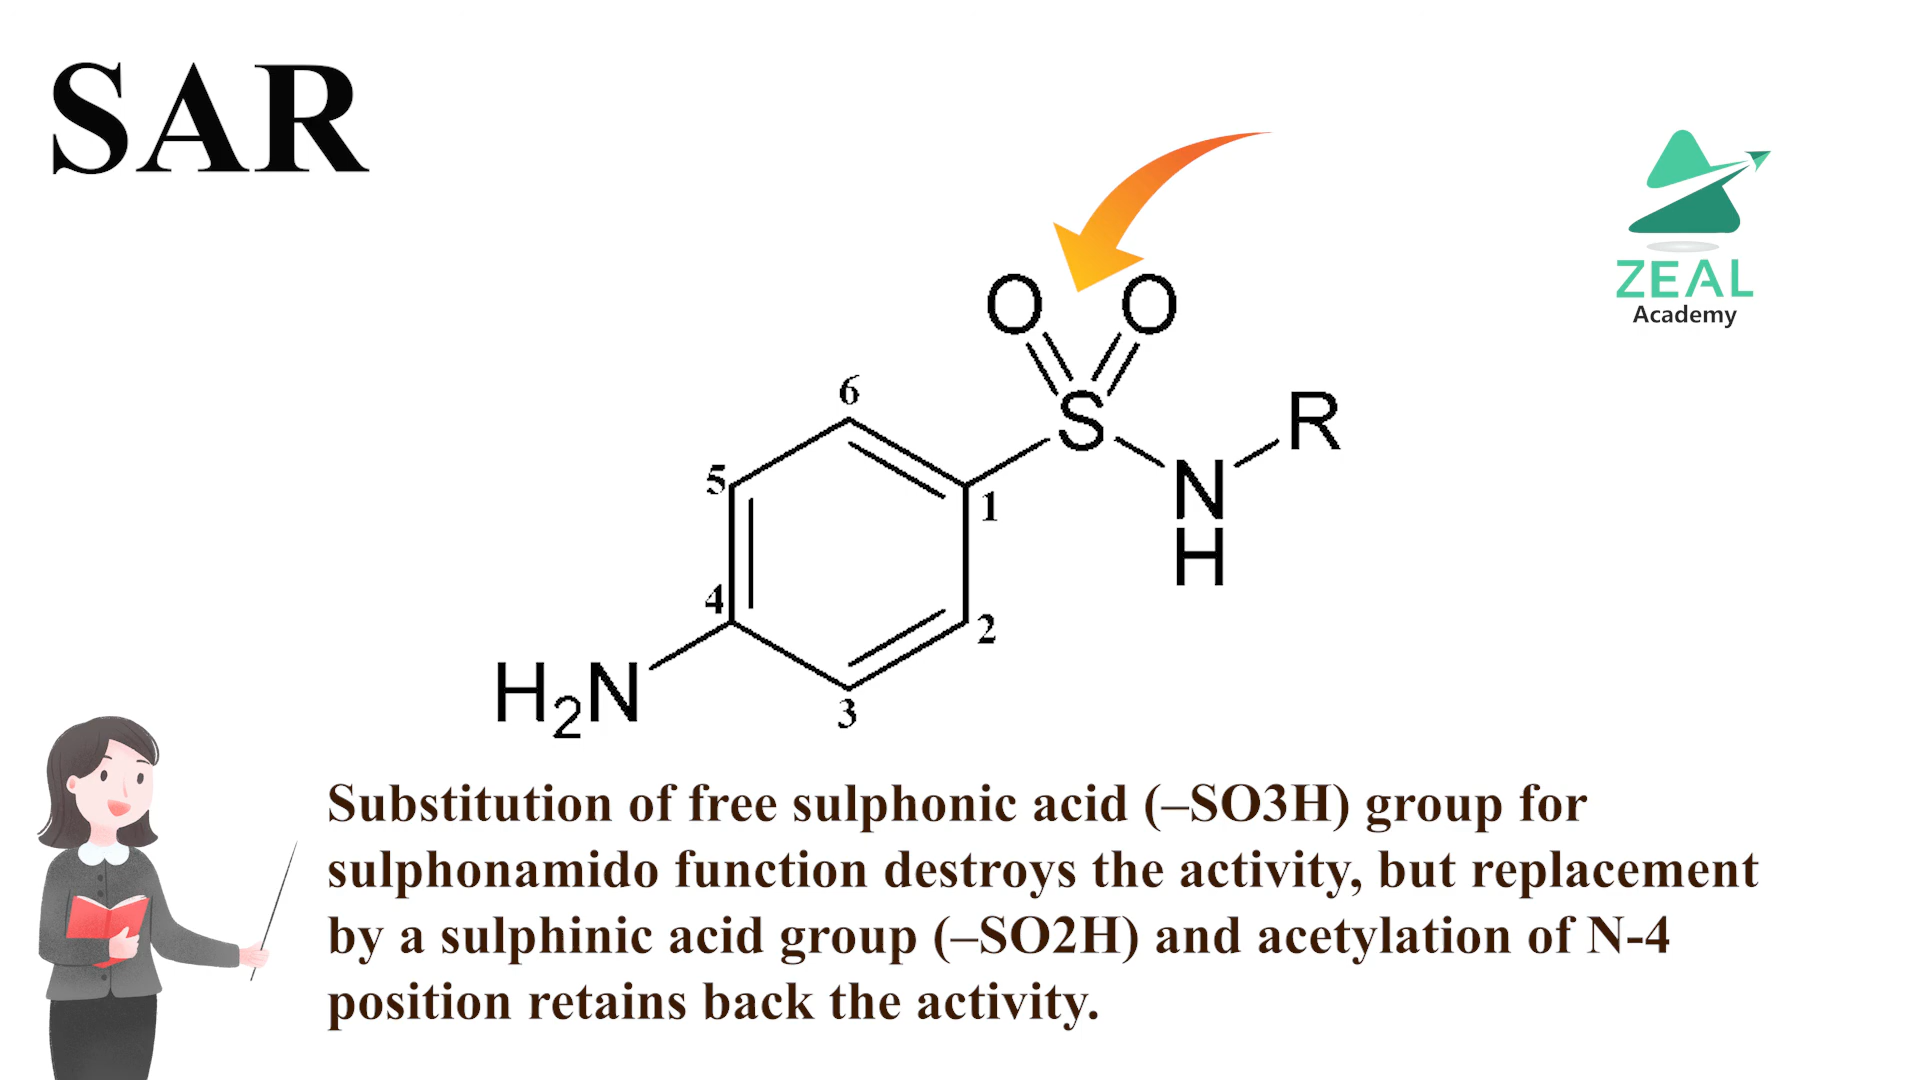 SAR
ZEAL
Academy
O O
6
S
R
5
1
N
H
4
2
H2N
3
Substitution of free sulphonic acid (–SO3H) group for
sulphonamido function destroys the activity, but replacement
by a sulphinic acid group (–SO2H) and acetylation of N-4
position retains back the activity.